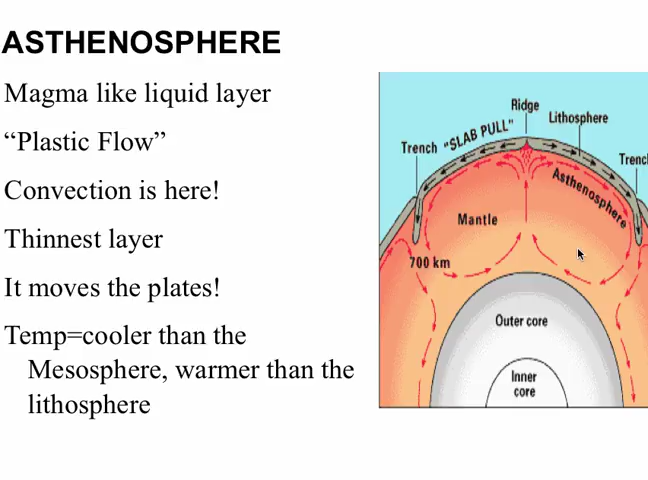 ASTHENOSPHERE
Magma like liquid layer
“Plastic Flow”
Convection is here!
Thinnest layer
It moves the plates!
Temp=cooler than the
Mesosphere, warmer than the
lithosphere
Ridge
Lithosphere
Trench
“SLAB PULL”
Trench
Asthenosphere
Mantle
700 km
Outer core
Inner
core